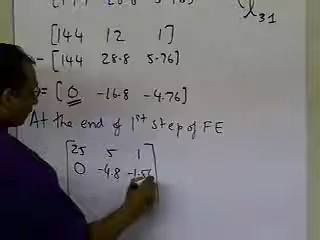 l31
[144 12 1]
- [144 28.8 5.76]
= [0 -16.8 -4.76]
At the end of 1st step of FE
25 5 1
0 -4.8 -1.56